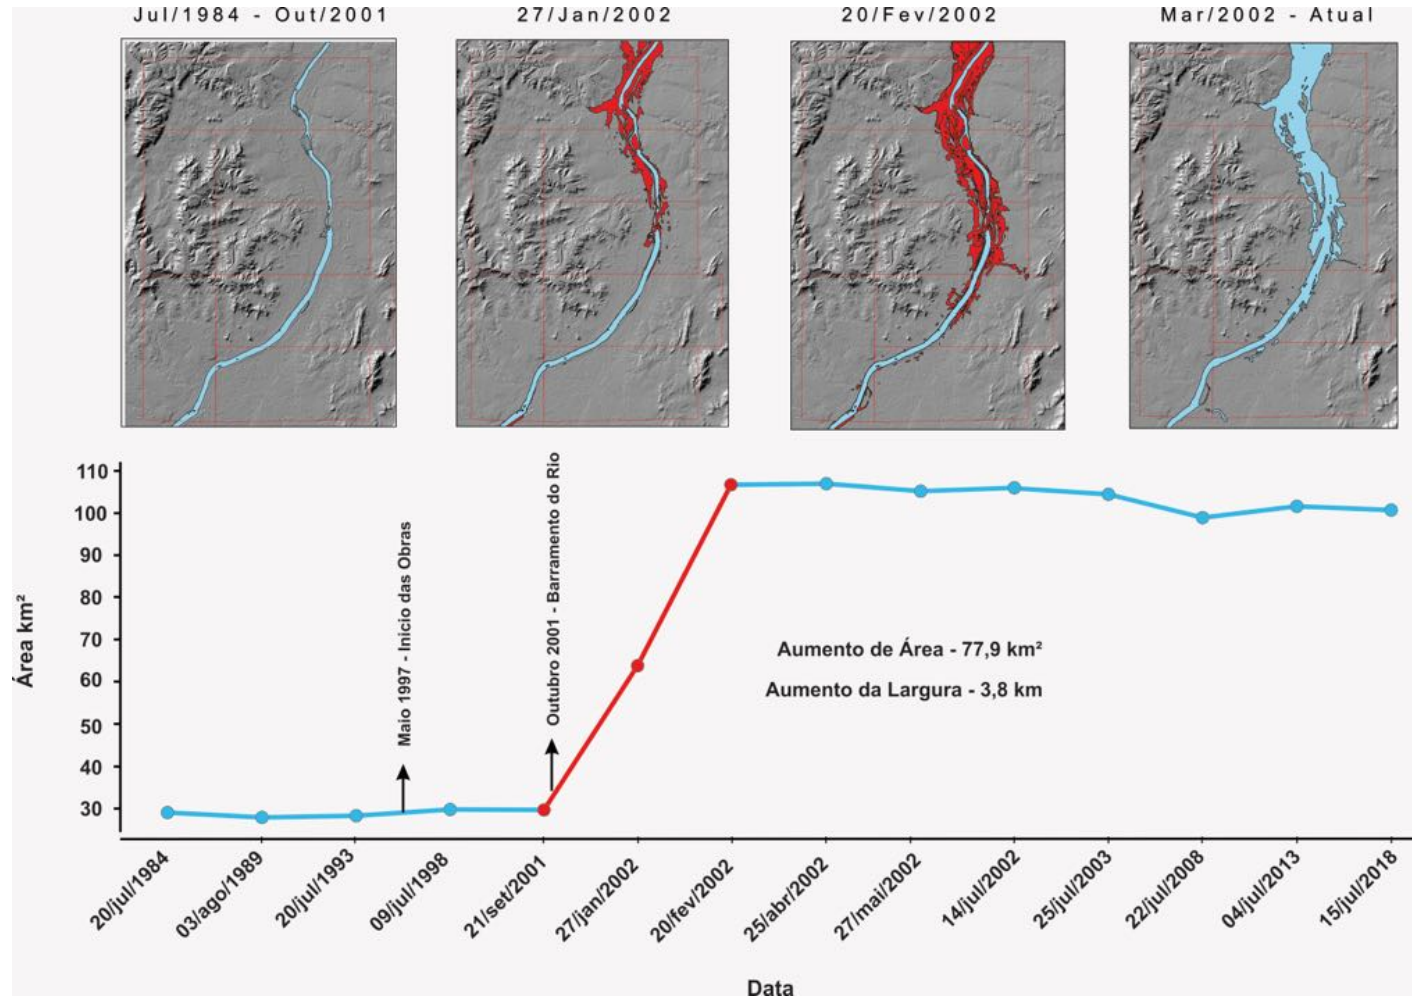 Jul/1984 - Out/2001
27/Jan/2002
20/Fev/2002
Mar/2002 - Atual
110
100
90
80
70
60
50
40
30
Área km²
Maio 1997 - Inicio das Obras
Outubro 2001 - Barramento do Rio
Aumento de Área - 77,9 km²
Aumento da Largura - 3,8 km
20/jul/1984
03/ago/1989
20/jul/1993
09/jul/1998
21/set/2001
27/jan/2002
20/fev/2002
25/abr/2002
27/mai/2002
14/jul/2002
25/jul/2003
22/jul/2008
04/jul/2013
15/jul/2018
Data